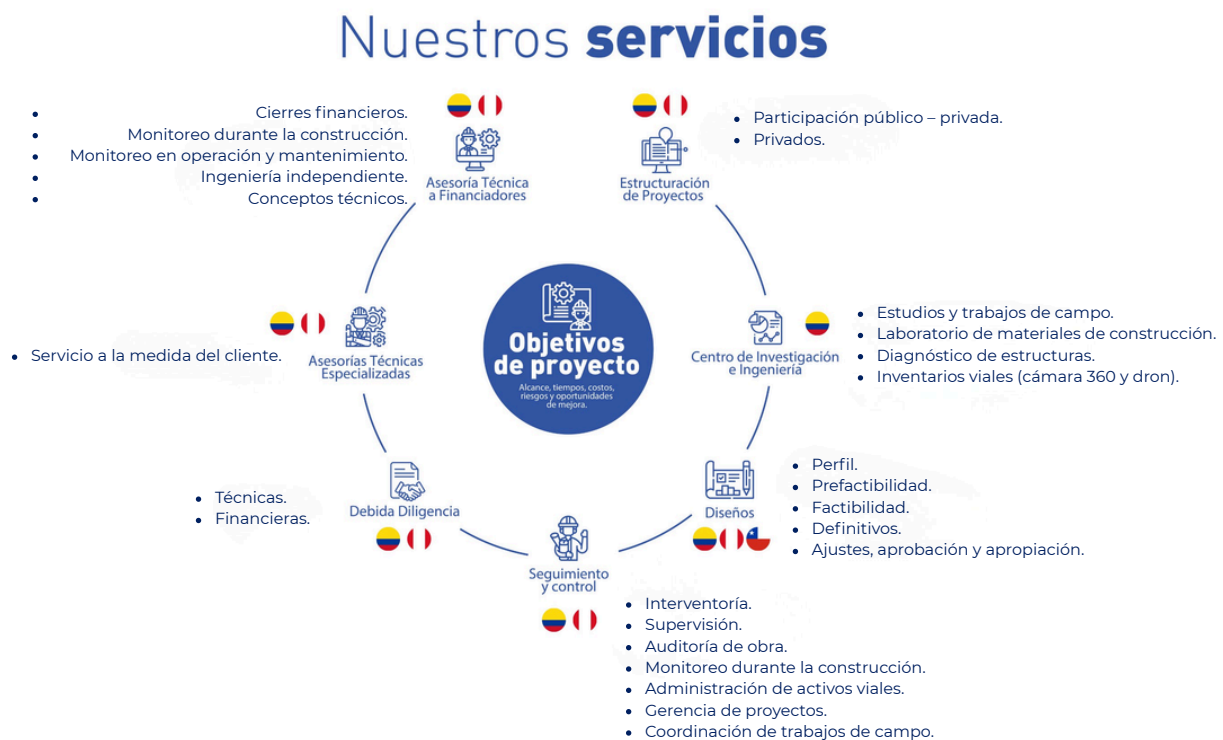 Nuestros servicios
Cierres financieros.
Monitoreo durante la construcción.
Monitoreo en operación y mantenimiento.
Ingeniería independiente.
Conceptos técnicos.
Asesoría Técnica
a Financiadores
Estructuración
de Proyectos
Participación público – privada.
Privados.
Servicio a la medida del cliente.
Asesorías Técnicas
Especializadas
Objetivos
de proyecto
Alcance, tiempos, costos,
riesgos y oportunidades
de mejora.
Centro de Investigación
e Ingeniería
Estudios y trabajos de campo.
Laboratorio de materiales de construcción.
Diagnóstico de estructuras.
Inventarios viales (cámara 360 y dron).
Técnicas.
Financieras.
Debida Diligencia
Diseños
Perfil.
Prefactibilidad.
Factibilidad.
Definitivos.
Ajustes, aprobación y apropiación.
Seguimiento
y control
Interventoría.
Supervisión.
Auditoría de obra.
Monitoreo durante la construcción.
Administración de activos viales.
Gerencia de proyectos.
Coordinación de trabajos de campo.